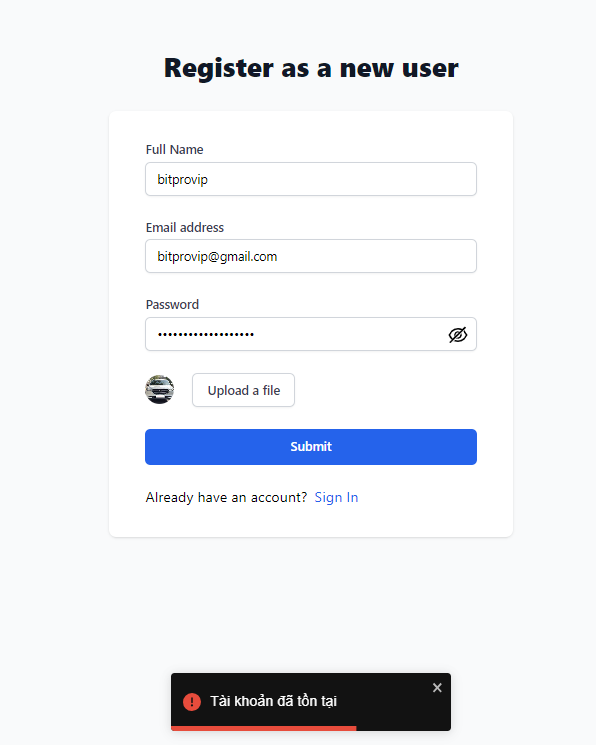 Register as a new user
Full Name
bitprovip
Email address
bitprovip@gmail.com
Password
•••••••••••••••••••
Upload a file
Submit
Already have an account? Sign In
Tài khoản đã tồn tại